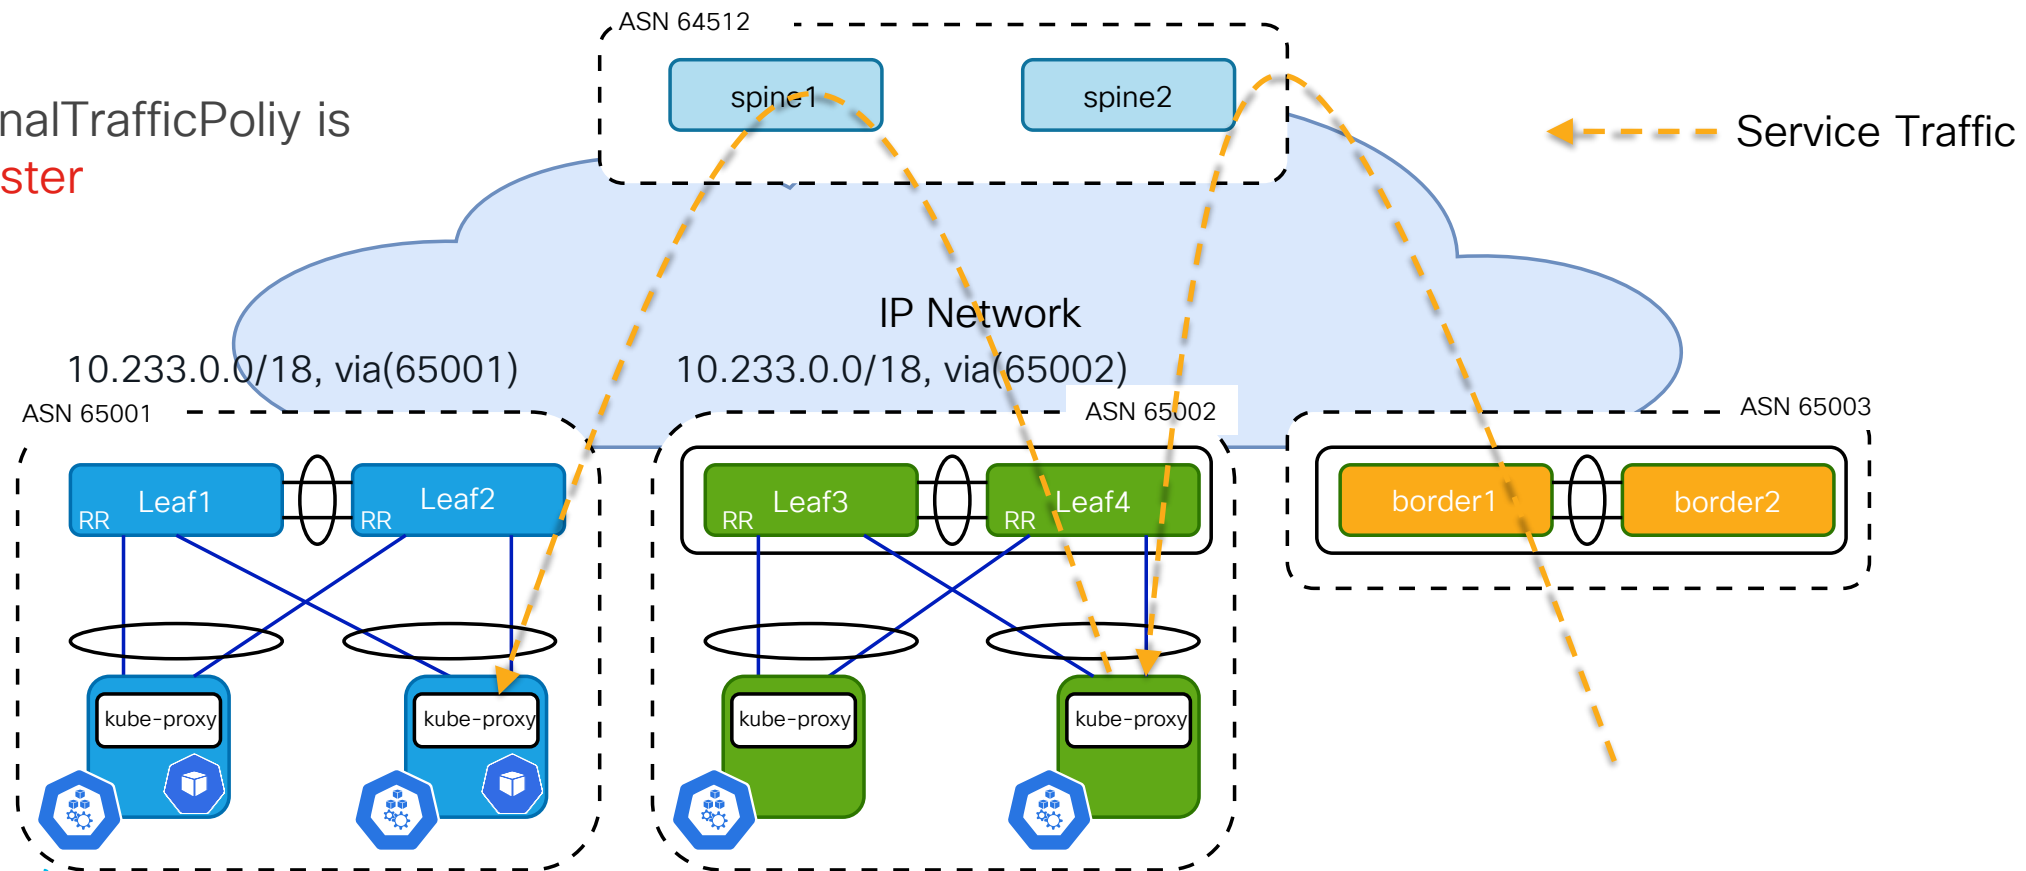 ASN 64512
spine1
spine2
nalTrafficPoliy is
ster
Service Traffic
IP Network
10.233.0.0/18, via(65001)
10.233.0.0/18, via(65002)
ASN 65001
ASN 65002
ASN 65003
Leaf1
RR
Leaf2
RR
Leaf3
RR
Leaf4
RR
border1
border2
kube-proxy
kube-proxy
kube-proxy
kube-proxy